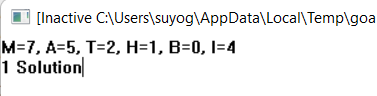 [Inactive C:\Users\suyog\AppData\Local\Temp\goa
M=7, A=5, T=2, H=1, B=0, I=4
1 Solution